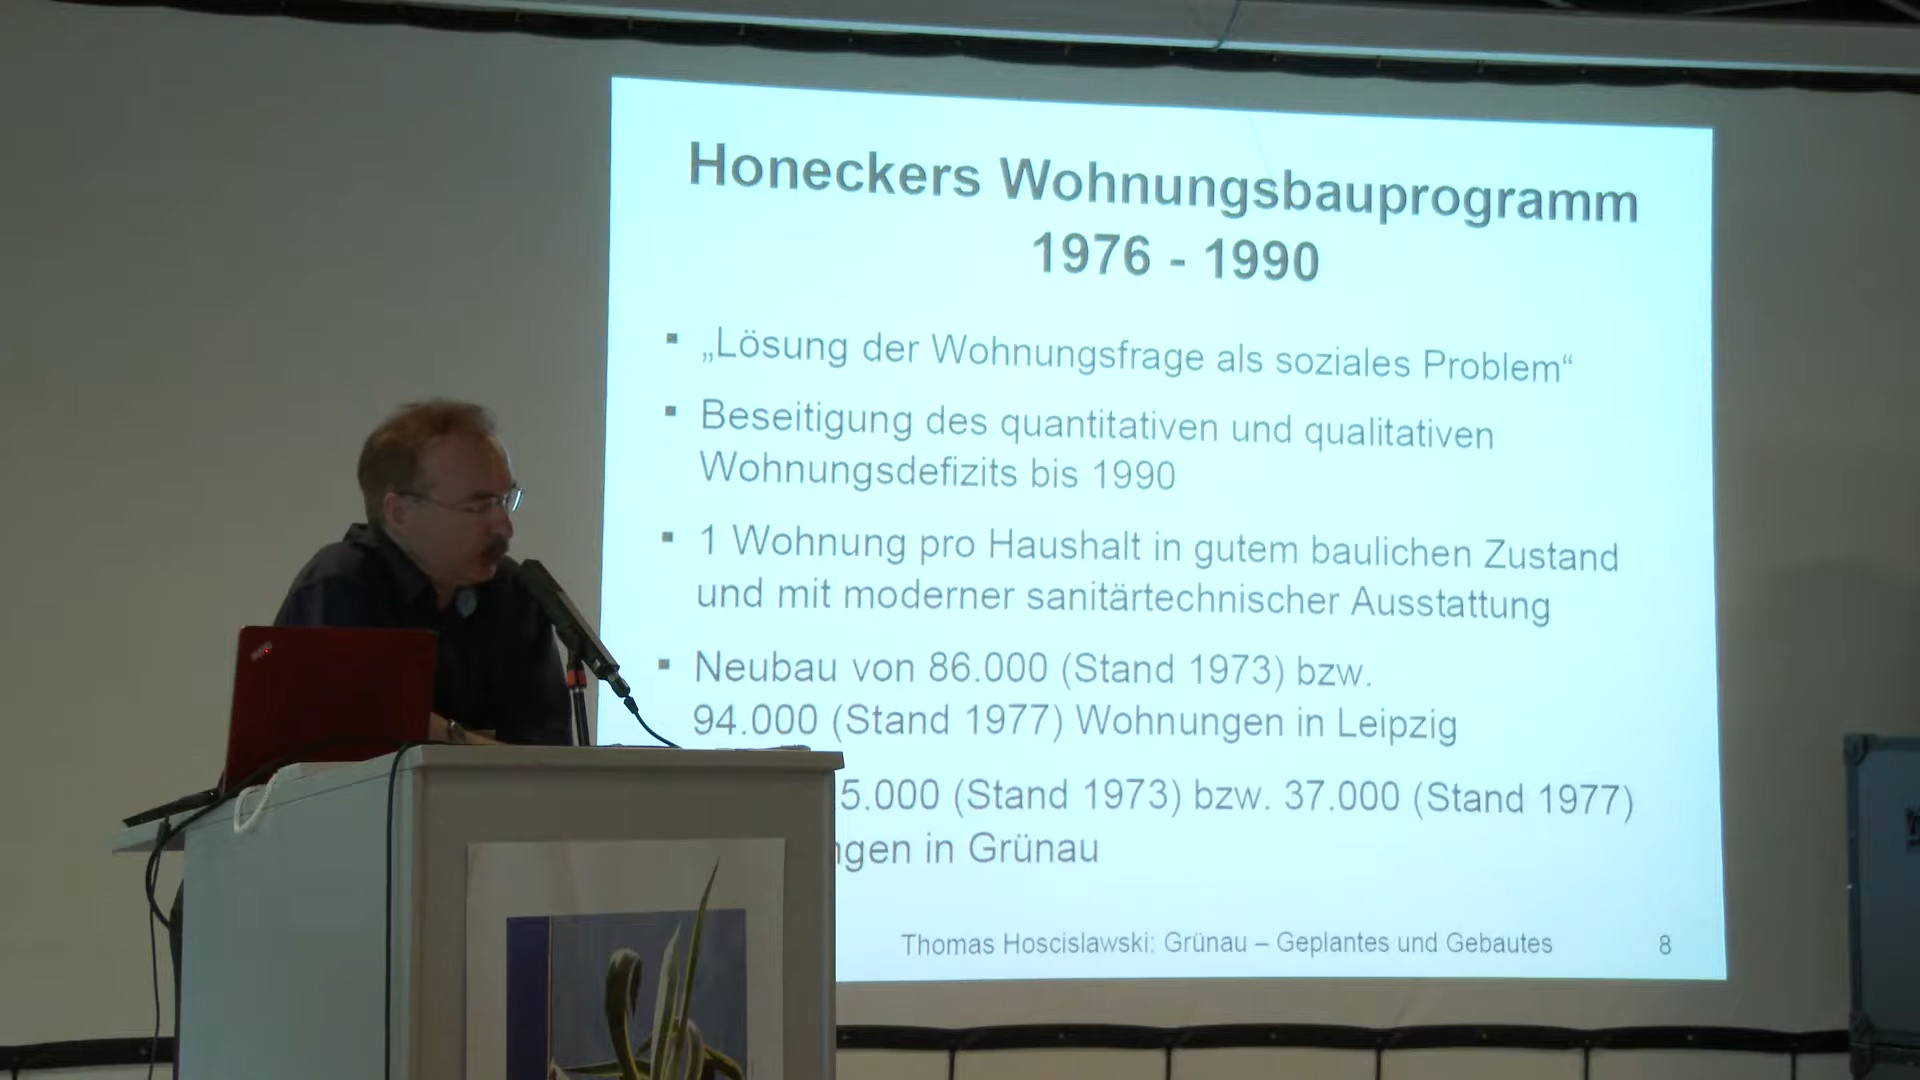 Honeckers Wohnungsbauprogramm
1976 - 1990
▪ „Lösung der Wohnungsfrage als soziales Problem“
▪ Beseitigung des quantitativen und qualitativen
Wohnungsdefizits bis 1990
▪ 1 Wohnung pro Haushalt in gutem baulichen Zustand
und mit moderner sanitärtechnischer Ausstattung
▪ Neubau von 86.000 (Stand 1973) bzw.
94.000 (Stand 1977) Wohnungen in Leipzig
5.000 (Stand 1973) bzw. 37.000 (Stand 1977)
ngen in Grünau
Thomas Hoscislawski: Grünau – Geplantes und Gebautes 8